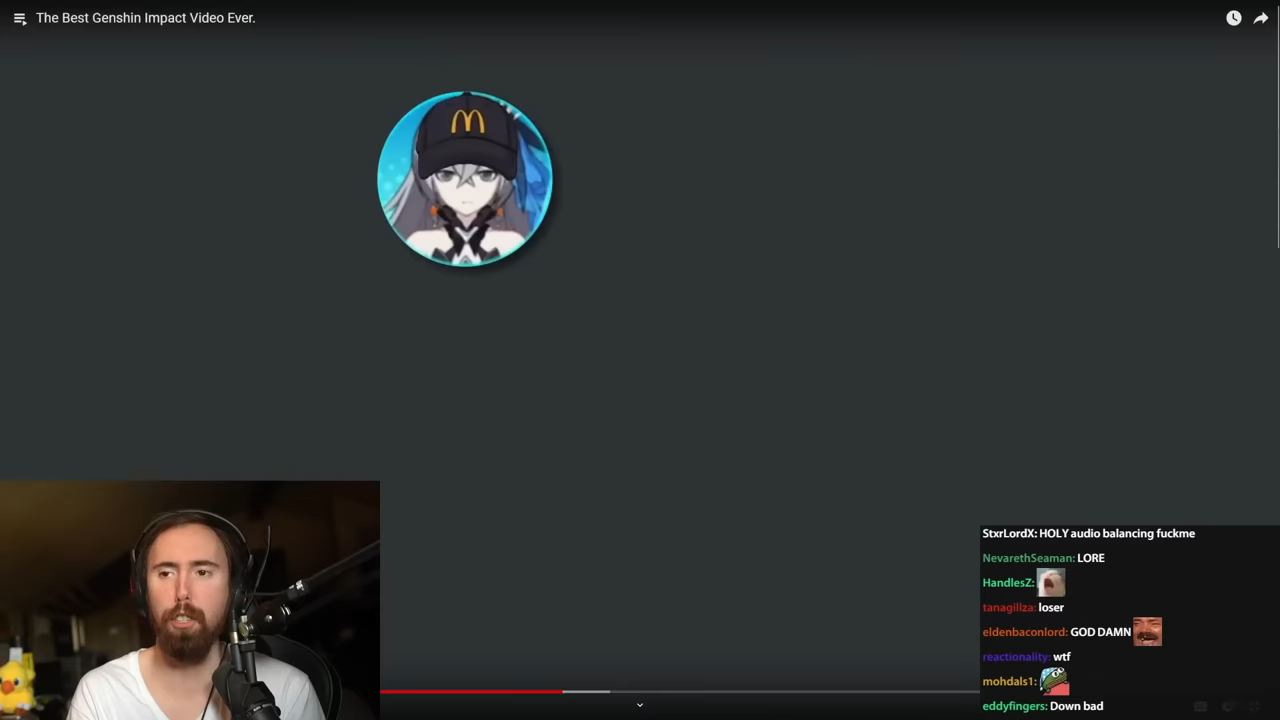 The Best Genshin Impact Video Ever.
StxrLordX: HOLY audio balancing fuckme
NevarethSeaman: LORE
HandlesZ:
tanagillza: loser
eldenbaconlord: GOD DAMN
reactionality: wtf
mohdals1:
eddyfingers: Down bad